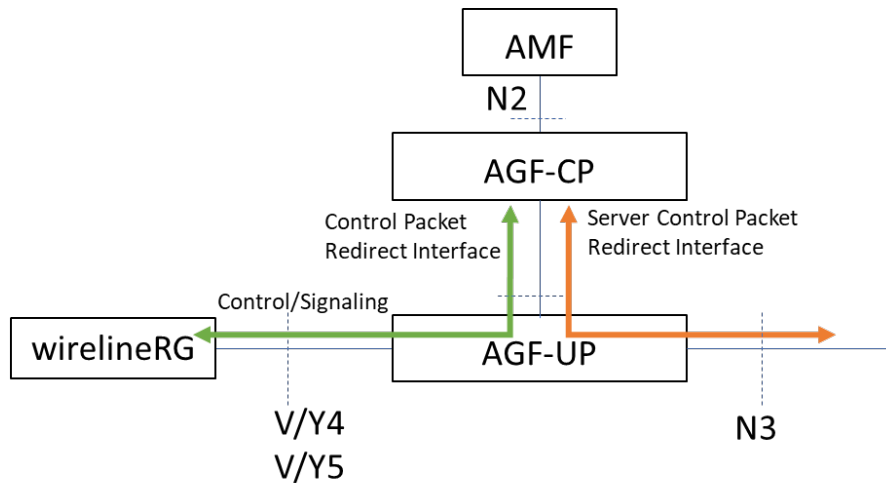 AMF
N2
AGF-CP
Control Packet
Redirect Interface
Server Control Packet
Redirect Interface
Control/Signaling
wirelineRG
AGF-UP
V/Y4
V/Y5
N3